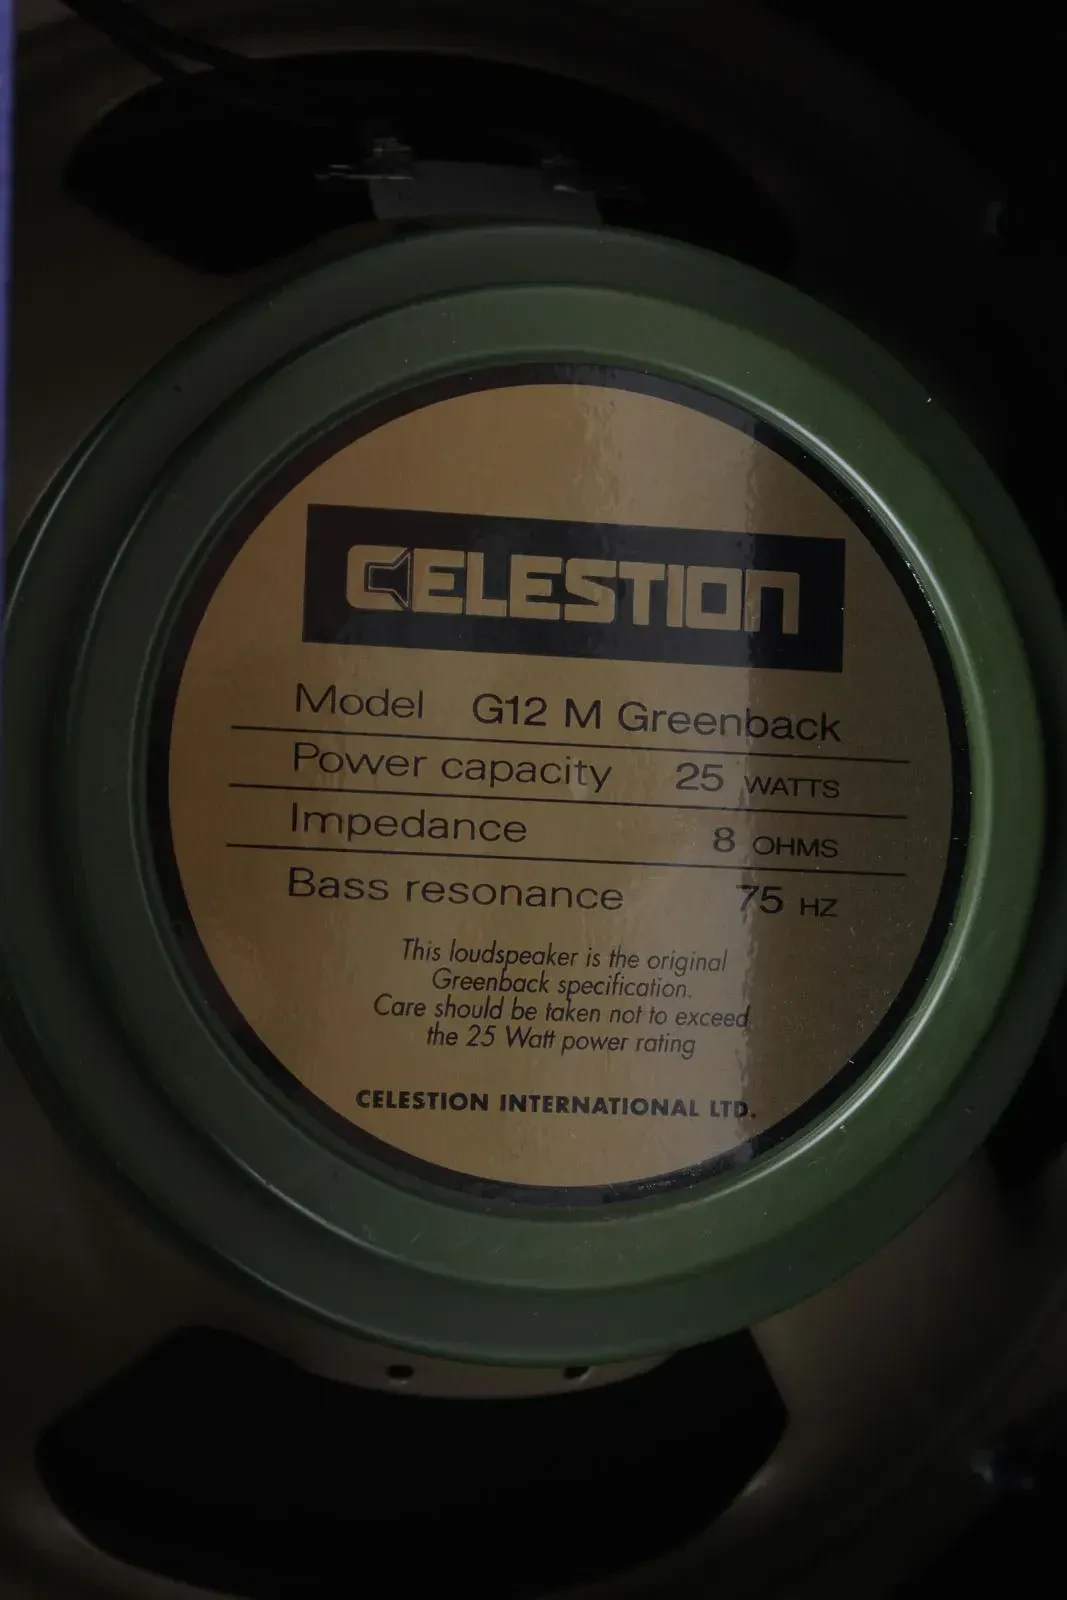 CELESTION
Model G12 M Greenback
Power capacity 25 WATTS
Impedance 8 OHMS
Bass resonance 75 HZ
This loudspeaker is the original
Greenback specification.
Care should be taken not to exceed
the 25 Watt power rating
CELESTION INTERNATIONAL LTD.